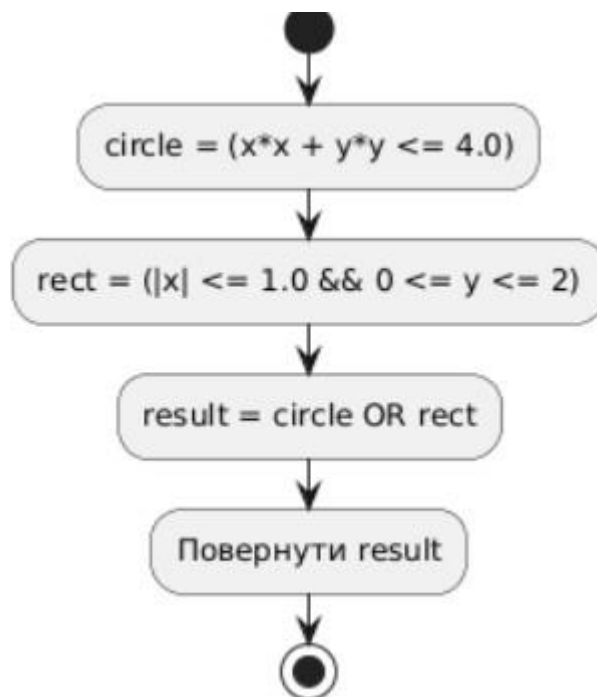 circle = (x*x + y*y <= 4.0)
rect = (|x| <= 1.0 && 0 <= y <= 2)
result = circle OR rect
Повернути result